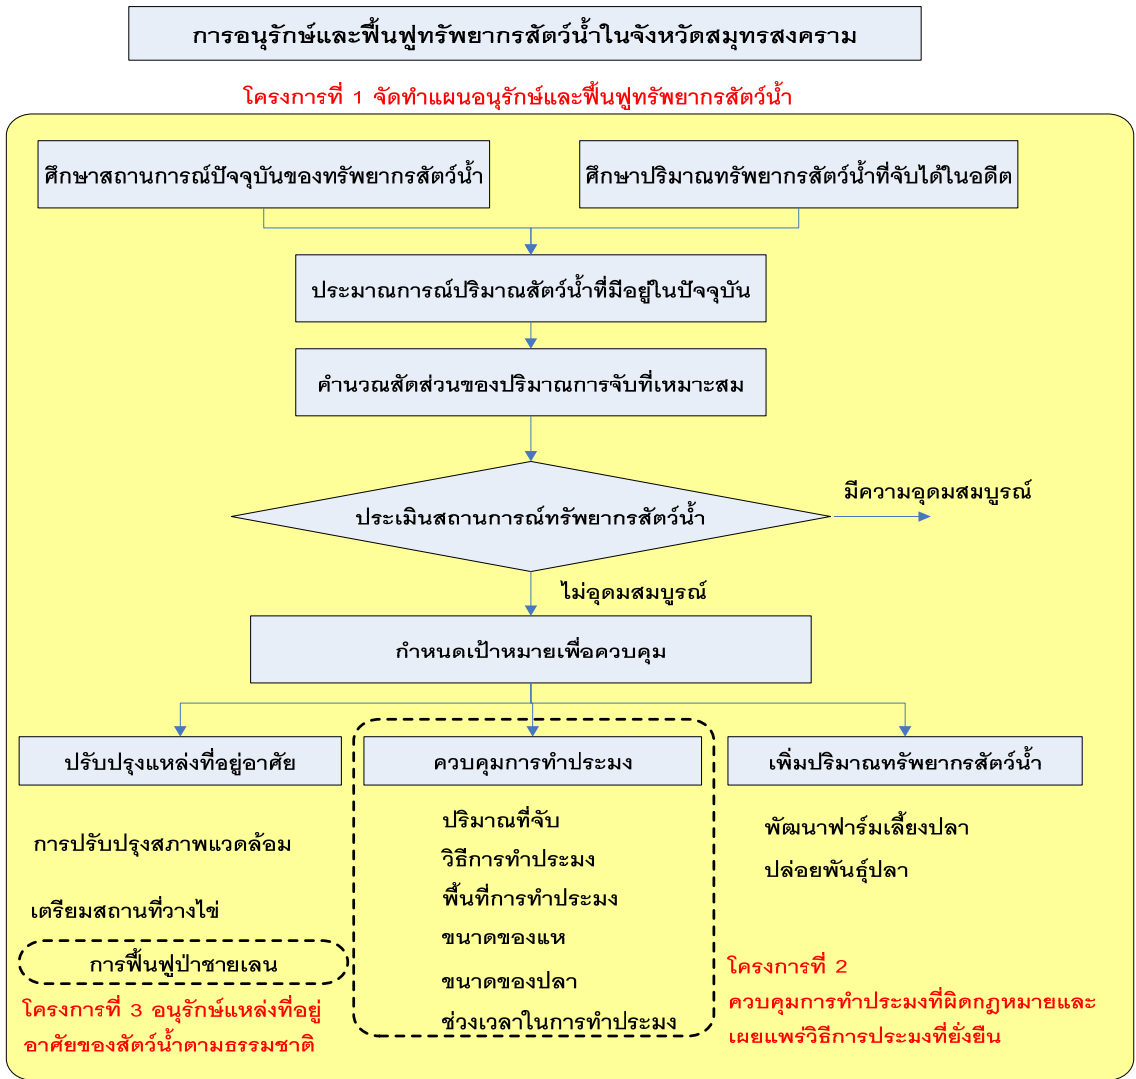 การอนุรักษ์และฟื้นฟูทรัพยากรสัตว์น้ำในจังหวัดสมุทรสงคราม
โครงการที่ 1 จัดทำแผนอนุรักษ์และฟื้นฟูทรัพยากรสัตว์น้ำ
ศึกษาสถานการณ์ปัจจุบันของทรัพยากรสัตว์น้ำ
ศึกษาปริมาณทรัพยากรสัตว์น้ำที่จับได้ในอดีต
ประมาณการณ์ปริมาณสัตว์น้ำที่มีอยู่ในปัจจุบัน
คำนวณสัดส่วนของปริมาณการจับที่เหมาะสม
มีความอุดมสมบูรณ์
ประเมินสถานการณ์ทรัพยากรสัตว์น้ำ
ไม่อุดมสมบูรณ์
กำหนดเป้าหมายเพื่อควบคุม
ปรับปรุงแหล่งที่อยู่อาศัย
การปรับปรุงสภาพแวดล้อม
เตรียมสถานที่วางไข่
การฟื้นฟูป่าชายเลน
โครงการที่ 3 อนุรักษ์แหล่งที่อยู่
อาศัยของสัตว์น้ำตามธรรมชาติ
ควบคุมการทำประมง
ปริมาณที่จับ
วิธีการทำประมง
พื้นที่การทำประมง
ขนาดของแห
ขนาดของปลา
ช่วงเวลาในการทำประมง
เพิ่มปริมาณทรัพยากรสัตว์น้ำ
พัฒนาฟาร์มเลี้ยงปลา
ปล่อยพันธุ์ปลา
โครงการที่ 2
ควบคุมการทำประมงที่ผิดกฎหมายและ
เผยแพร่วิธีการประมงที่ยั่งยืน